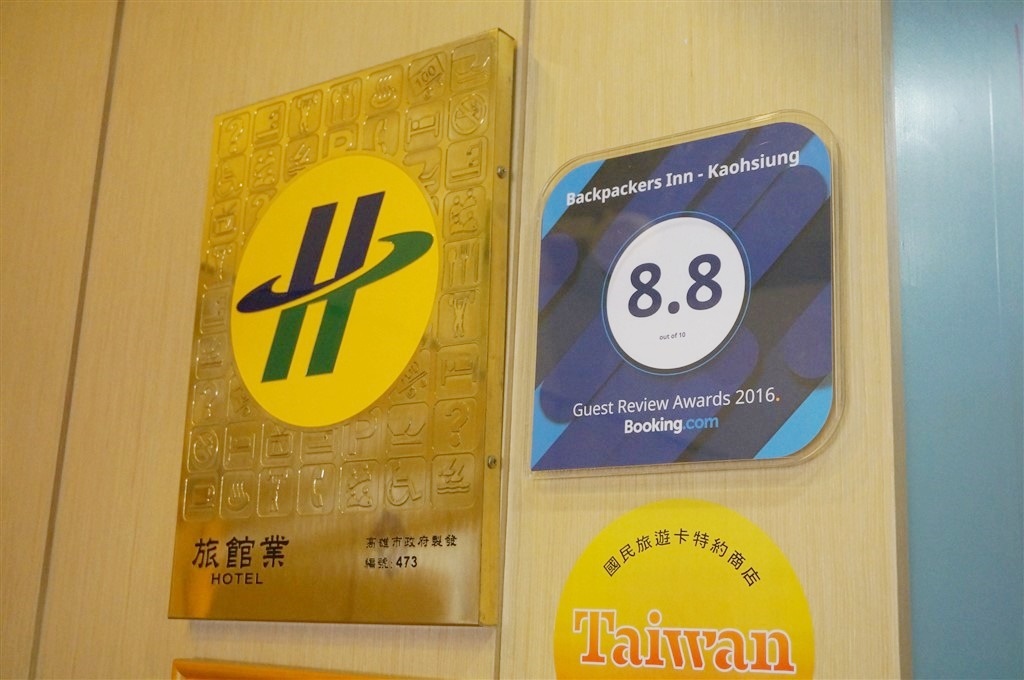 旅館業
HOTEL
高雄市政府製發
編號: 473
Backpackers Inn - Kaohsiung
8.8
out of 10
Guest Review Awards 2016.
Booking.com
國民旅遊卡特約商店
Taiwan
100